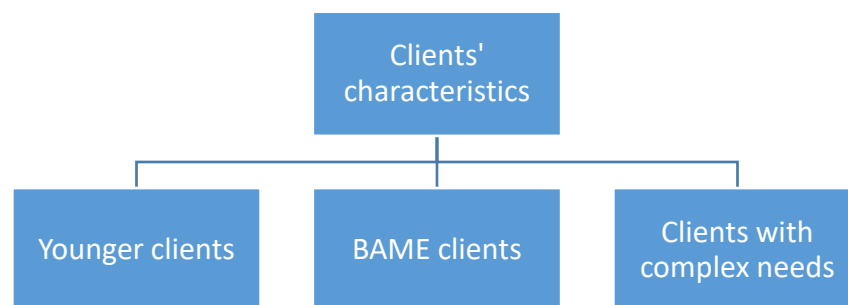 Clients'
characteristics
Younger clients
BAME clients
Clients with
complex needs